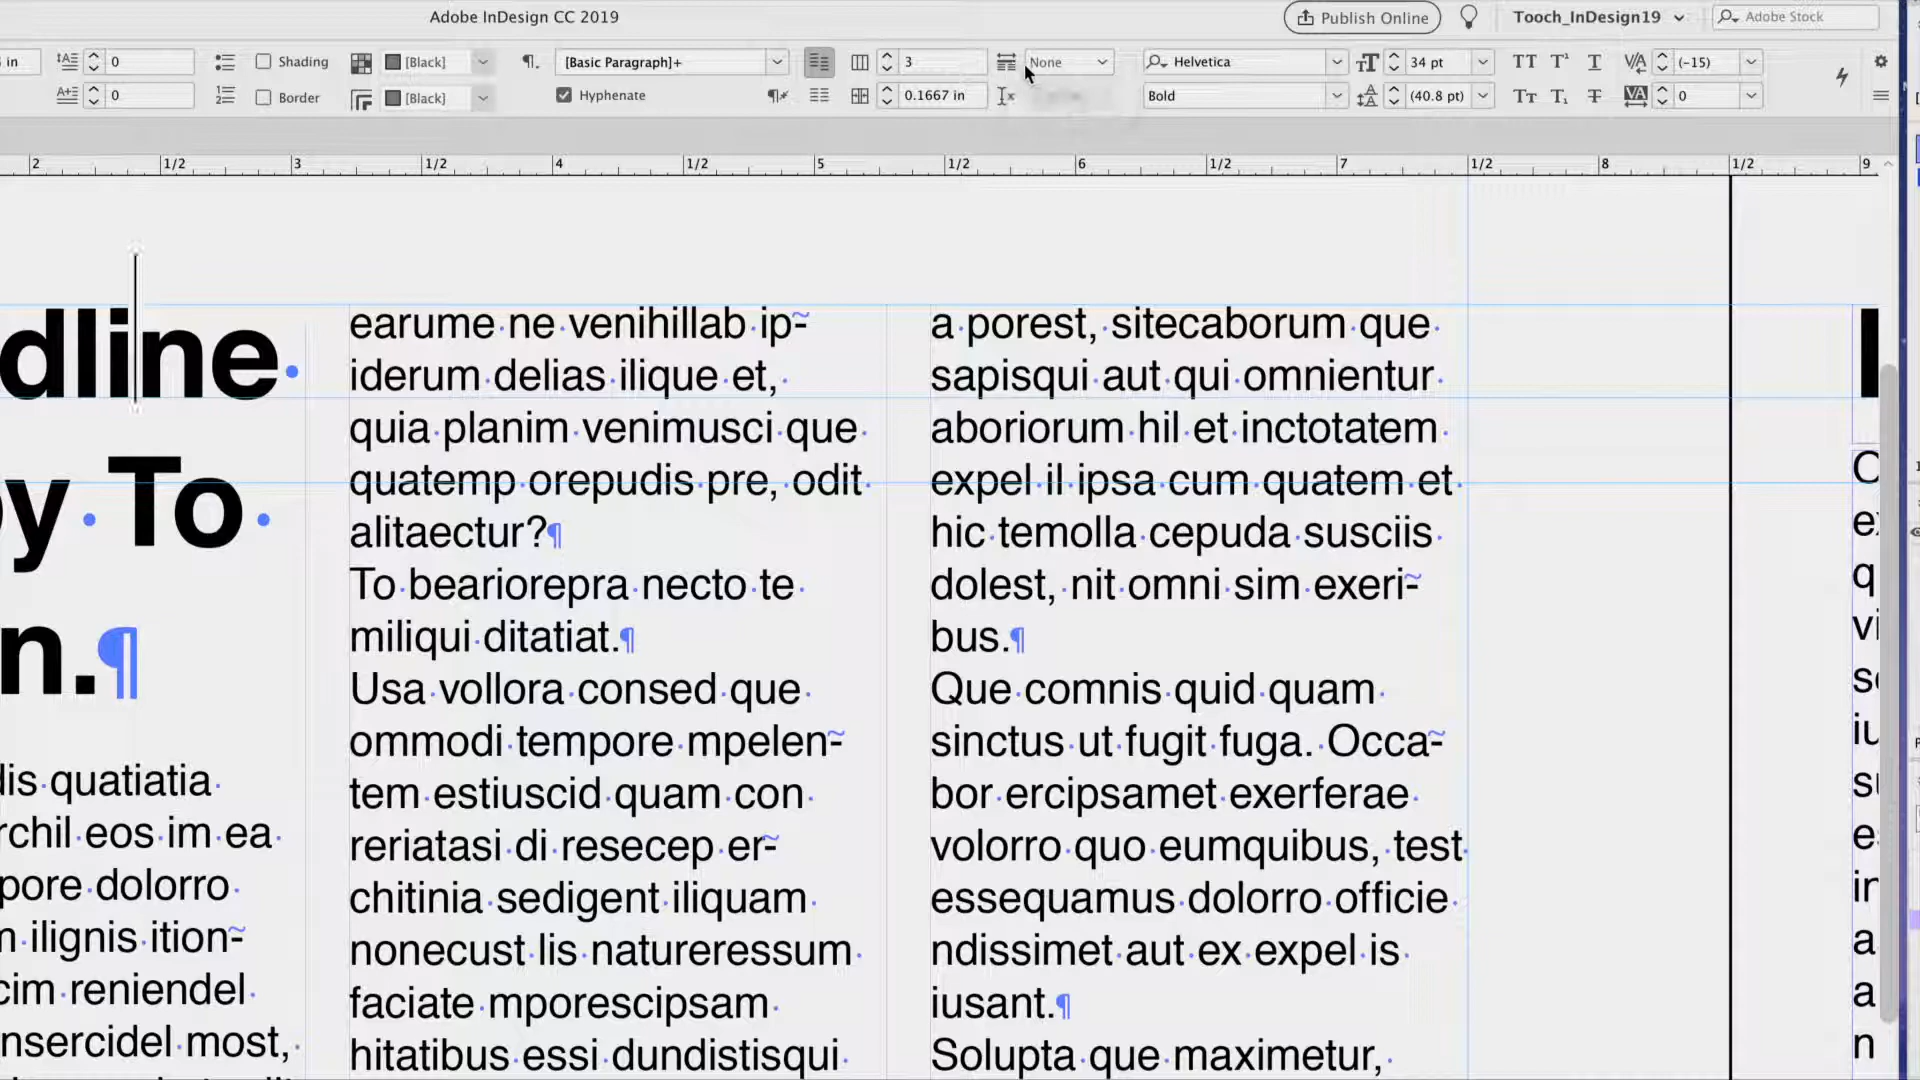 Adobe InDesign CC 2019
Publish Online
Tooch_InDesign19
Adobe Stock
in
0
Shading
[Black]
[Basic Paragraph]+
3
None
Helvetica
34 pt
(-15)
0
Border
[Black]
Hyphenate
0.1667 in
Bold
(40.8 pt)
0
2 1/2 3 1/2 4 1/2 5 1/2 6 1/2 7 1/2 8 1/2 9
dline
y To
n.¶
dis quatiatia
rchil eos im ea
pore dolorro
n ilignis ition-
cim reniendel
nsercidel most,
earume ne venihillab ip-
iderum delias ilique et,
quia planim venimusci que
quatemp orepudis pre, odit
alitaectur?¶
To beariorepra necto te
miliqui ditatiat.¶
Usa vollora consed que
ommodi tempore mpelen-
tem estiuscid quam con
reriatasi di resecep er-
chitinia sedigent iliquam
nonecust lis natureressum
faciate mporescipsam
hitatibus essi dundistisqui
a porest, sitecaborum que
sapisqui aut qui omnientur
aboriorum hil et inctotatem
expel il ipsa cum quatem et
hic temolla cepuda susciis
dolest, nit omni sim exeri-
bus.¶
Que comnis quid quam
sinctus ut fugit fuga. Occa-
bor ercipsamet exerferae
volorro quo eumquibus, test
essequamus dolorro officie
ndissimet aut ex expel is
iusant.¶
Solupta que maximetur,
q
vi
a
a
n